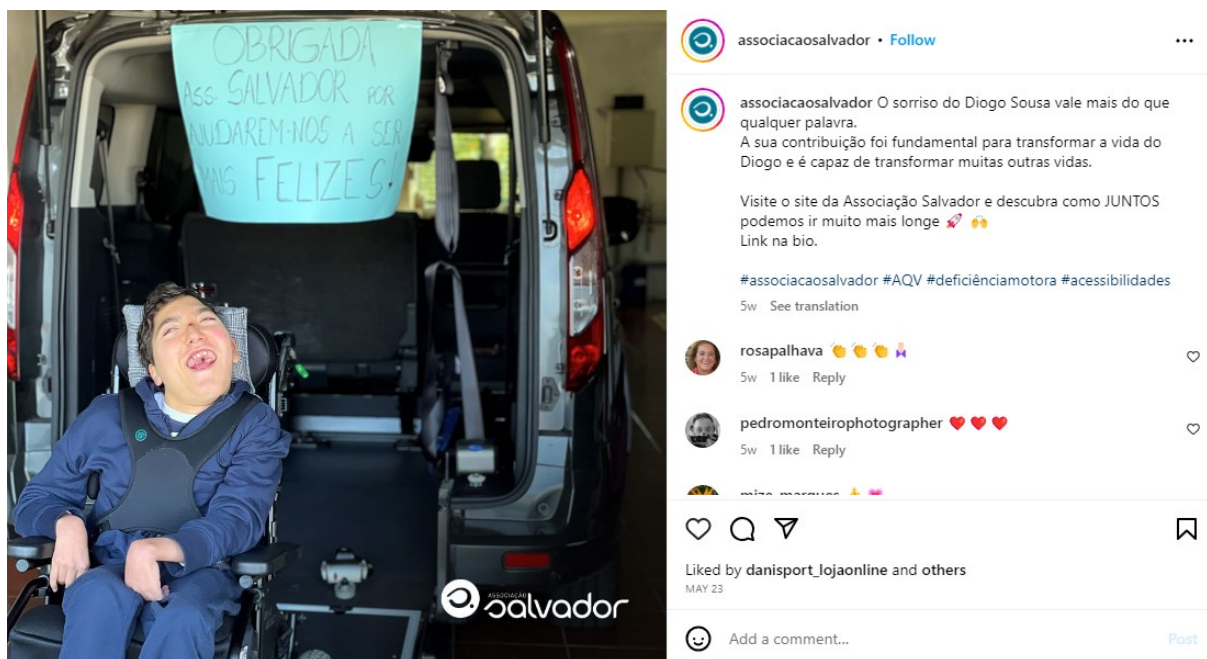 OBRIGADA
ASS. SALVADOR POR
AJUDAREM-NOS A SER
MAIS FELIZES!
ASSOCIAÇÃO
salvador
associacaosalvador • Follow
associacaosalvador O sorriso do Diogo Sousa vale mais do que
qualquer palavra.
A sua contribuição foi fundamental para transformar a vida do
Diogo e é capaz de transformar muitas outras vidas.
Visite o site da Associação Salvador e descubra como JUNTOS
podemos ir muito mais longe 🚀 🙌
Link na bio.
#associacaosalvador #AQV #deficiênciamotora #acessibilidades
5w See translation
rosapalhava 👏 👏 👏 🙏🏻
5w 1 like Reply
pedromonteirophotographer ❤️ ❤️ ❤️
5w 1 like Reply
mize_marques
Liked by danisport_lojaonline and others
MAY 23
Add a comment...
Post